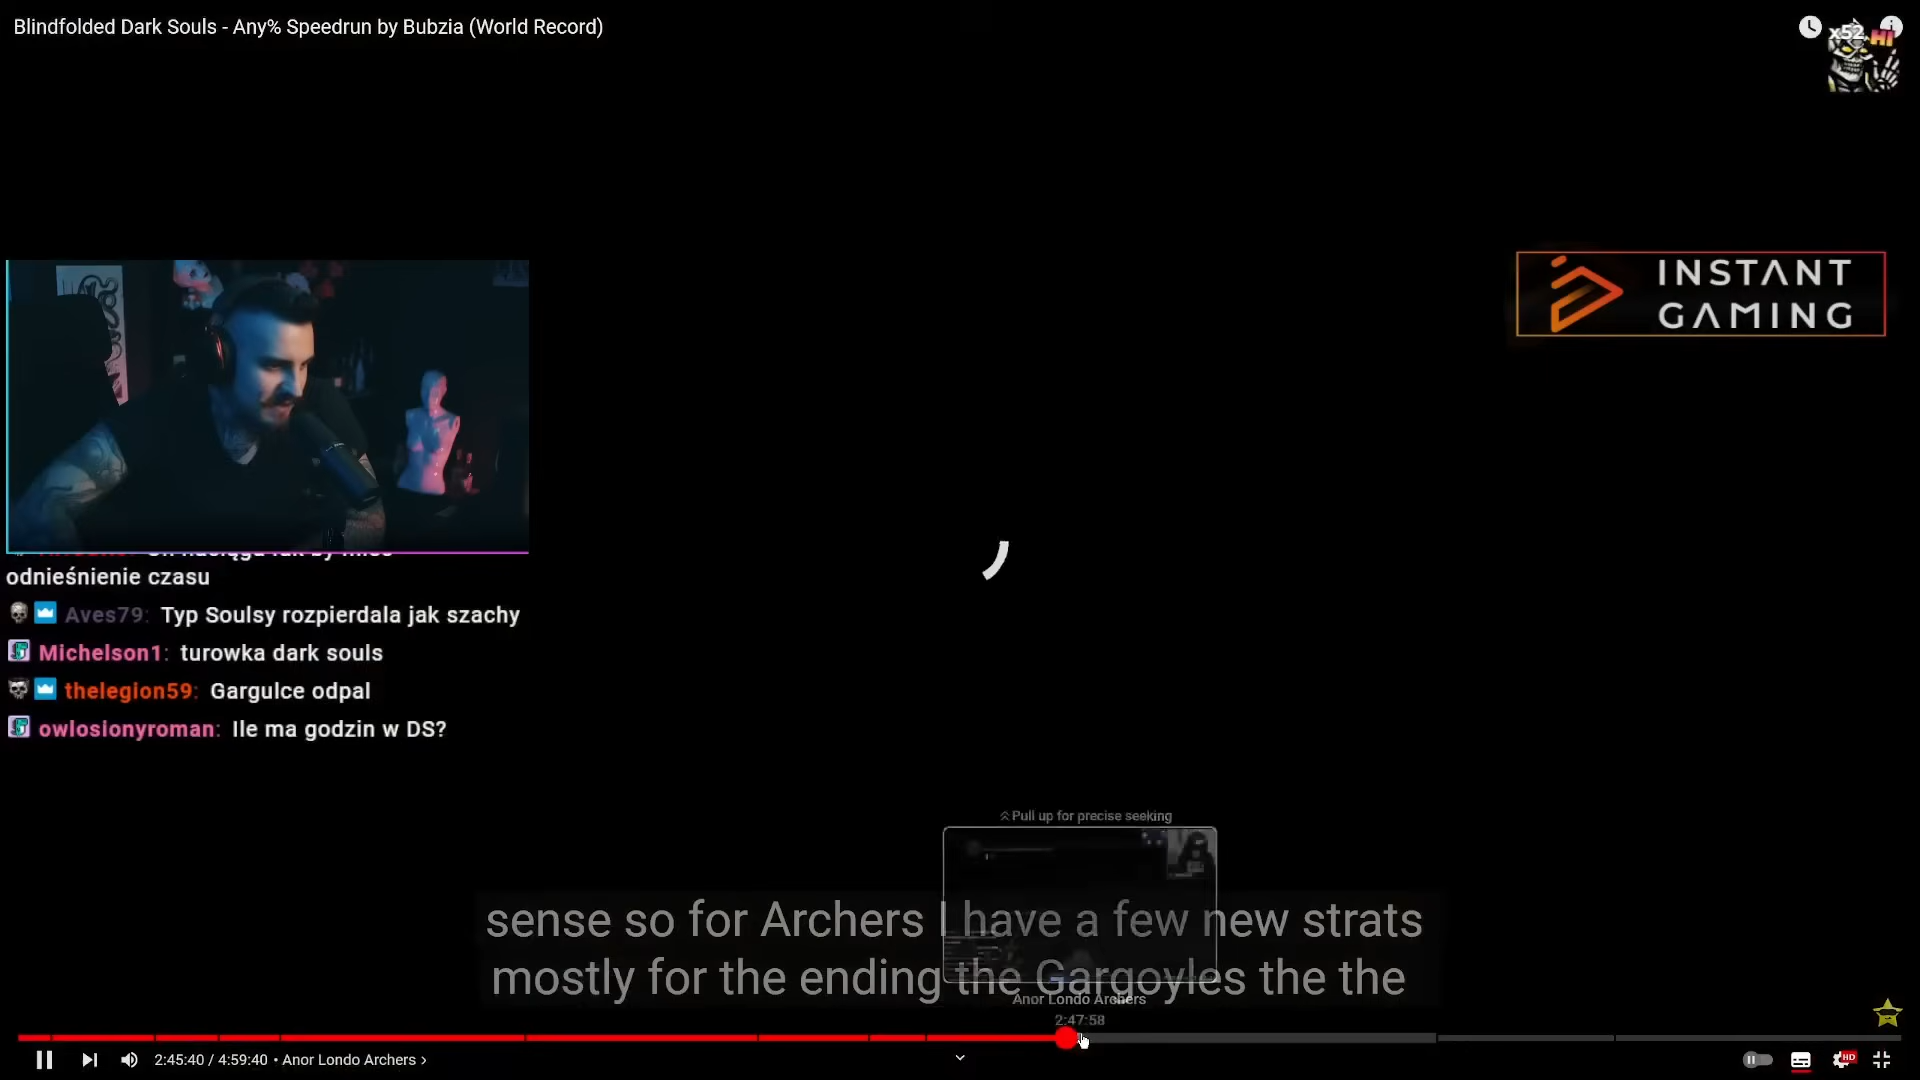 Blindfolded Dark Souls - Any% Speedrun by Bubzia (World Record)
x52
HI
INSTANT
GAMING
odnieśnienie czasu
Aves79: Typ Soulsy rozpierdala jak szachy
Michelson1: turowka dark souls
thelegion59: Gargulce odpal
owlosionyroman: Ile ma godzin w DS?
Pull up for precise seeking
sense so for Archers I have a few new strats
mostly for the ending the Gargoyles the the
Anor Londo Archers
2:47:58
2:45:40 / 4:59:40 • Anor Londo Archers ›
HD